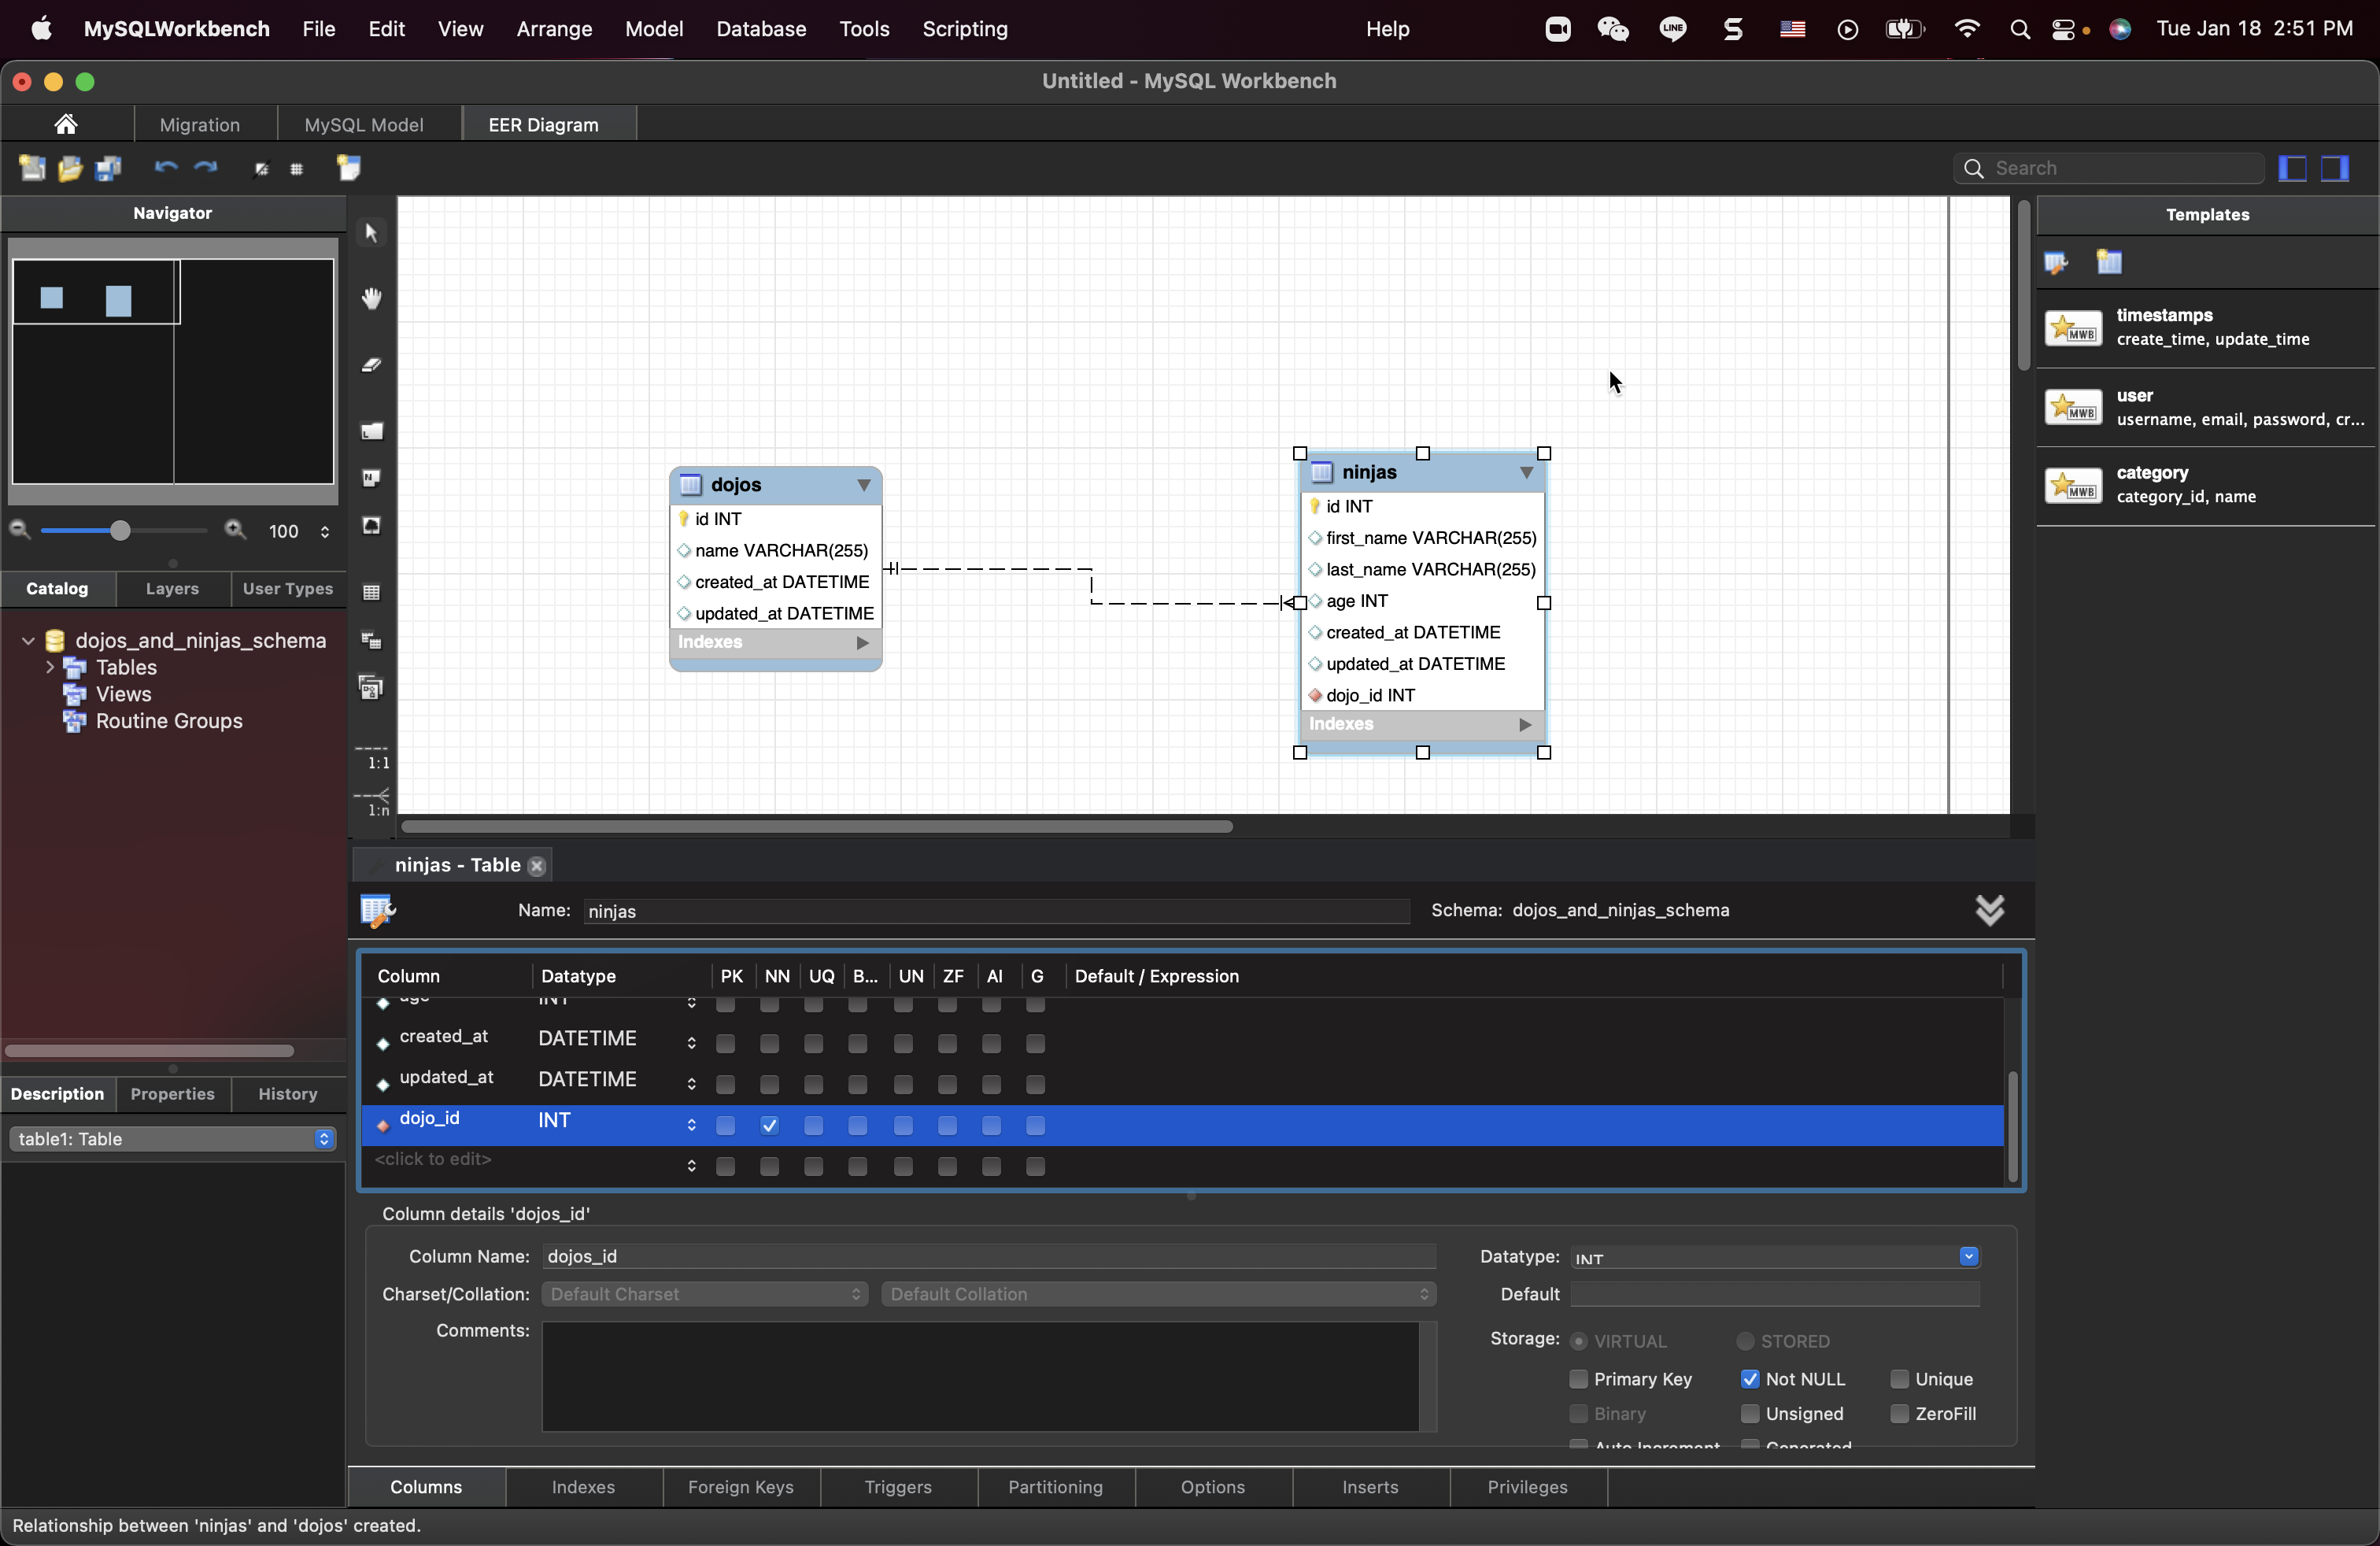 MySQLWorkbench File Edit View Arrange Model Database Tools Scripting Help Tue Jan 18 2:51 PM
LINE
Untitled - MySQL Workbench
Migration MySQL Model EER Diagram
Search
Navigator
100
Catalog Layers User Types
dojos_and_ninjas_schema
Tables
Views
Routine Groups
Description Properties History
table1: Table
1:1
1:n
dojos
id INT
name VARCHAR(255)
created_at DATETIME
updated_at DATETIME
Indexes
ninjas
id INT
first_name VARCHAR(255)
last_name VARCHAR(255)
age INT
created_at DATETIME
updated_at DATETIME
dojo_id INT
Indexes
Templates
MWB
timestamps
create_time, update_time
MWB
user
username, email, password, cr...
MWB
category
category_id, name
ninjas - Table
Name: ninjas Schema: dojos_and_ninjas_schema
Column Datatype PK NN UQ B... UN ZF AI G Default / Expression
age INT
created_at DATETIME
updated_at DATETIME
dojo_id INT
<click to edit>
Column details 'dojos_id'
Column Name: dojos_id Datatype: INT
Charset/Collation: Default Charset Default Collation Default
Comments: Storage: VIRTUAL STORED
Primary Key Not NULL Unique
Binary Unsigned ZeroFill
Auto Increment Generated
Columns Indexes Foreign Keys Triggers Partitioning Options Inserts Privileges
Relationship between 'ninjas' and 'dojos' created.